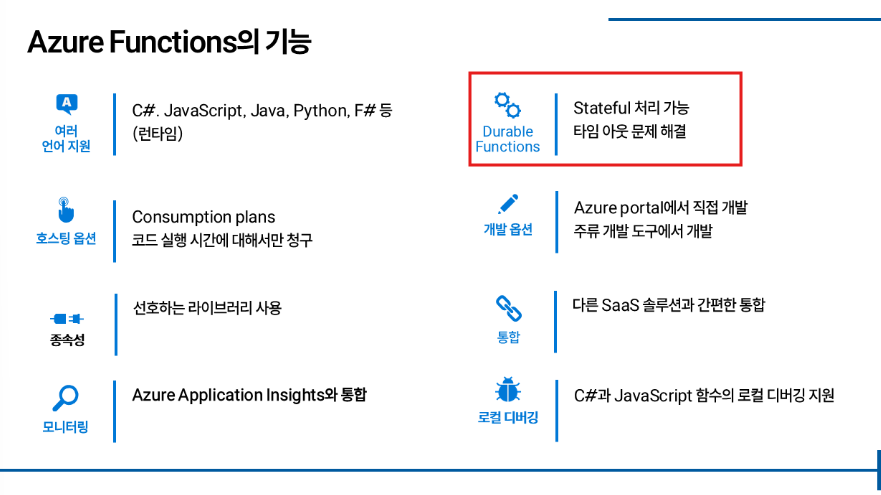 Azure Functions의 기능
A
여러
언어 지원
C#. JavaScript, Java, Python, F# 등
(런타임)
Durable
Functions
Stateful 처리 가능
타임 아웃 문제 해결
호스팅 옵션
Consumption plans
코드 실행 시간에 대해서만 청구
개발 옵션
Azure portal에서 직접 개발
주류 개발 도구에서 개발
종속성
선호하는 라이브러리 사용
통합
다른 SaaS 솔루션과 간편한 통합
모니터링
Azure Application Insights와 통합
로컬 디버깅
C#과 JavaScript 함수의 로컬 디버깅 지원